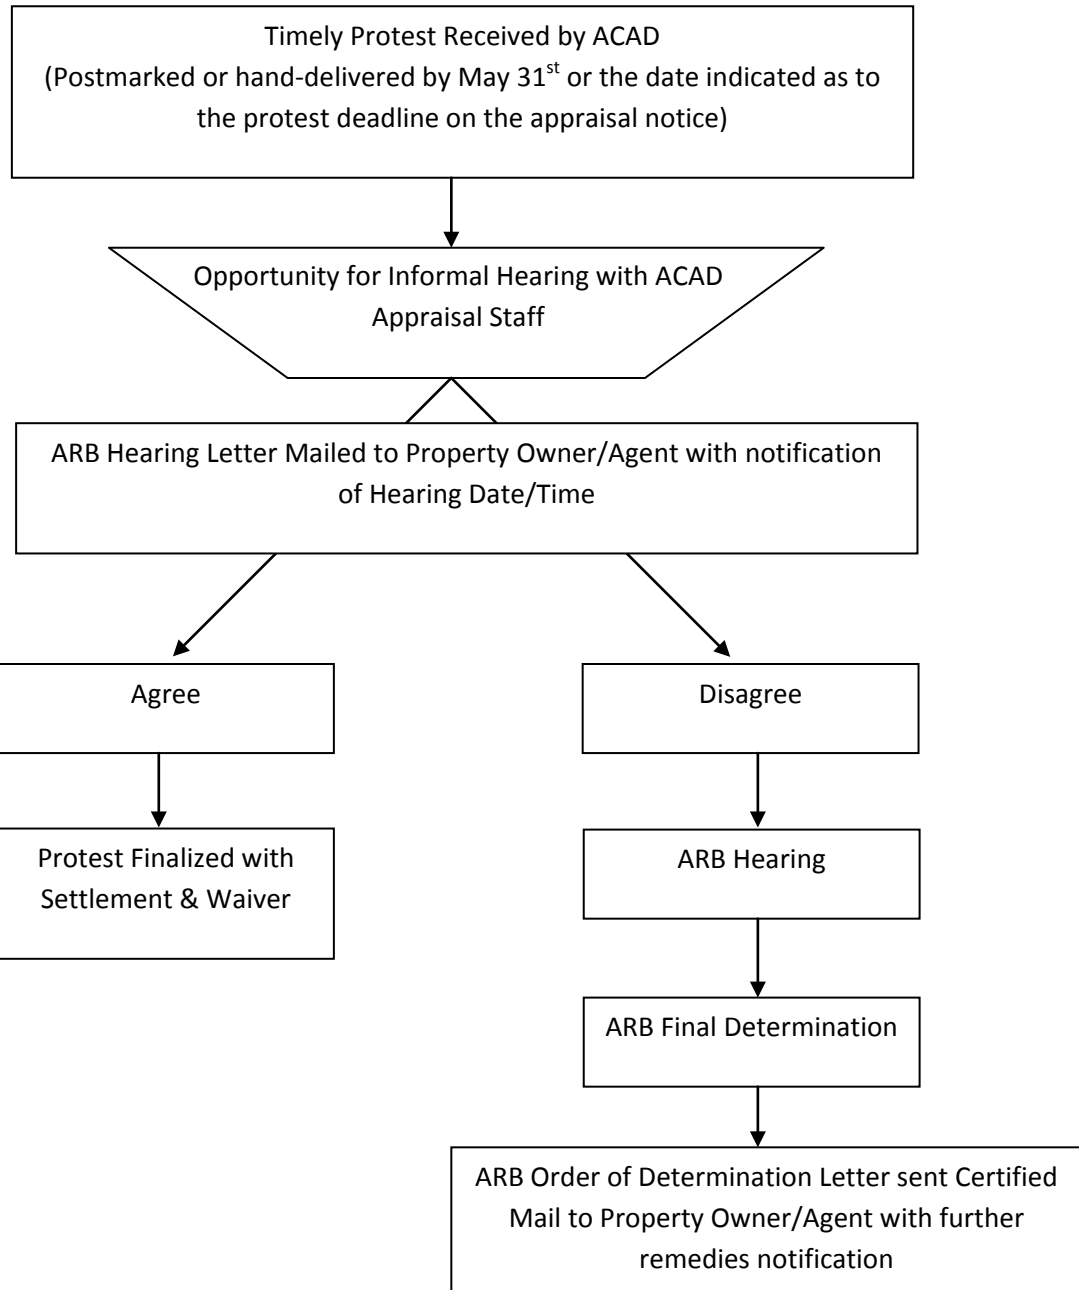 Timely Protest Received by ACAD
(Postmarked or hand-delivered by May 31st or the date indicated as to
the protest deadline on the appraisal notice)
Opportunity for Informal Hearing with ACAD
Appraisal Staff
ARB Hearing Letter Mailed to Property Owner/Agent with notification
of Hearing Date/Time
Agree
Disagree
Protest Finalized with
Settlement & Waiver
ARB Hearing
ARB Final Determination
ARB Order of Determination Letter sent Certified
Mail to Property Owner/Agent with further
remedies notification